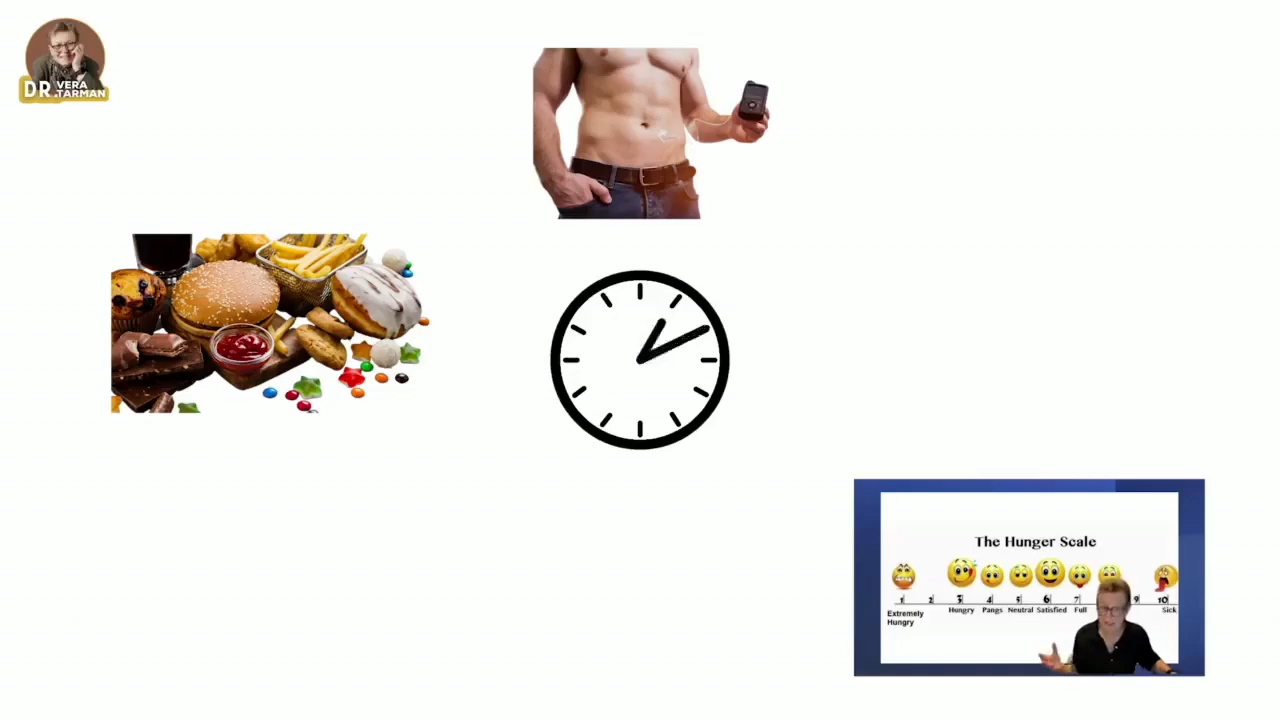 DR. VERA
TARMAN
The Hunger Scale
1 2 3 4 5 6 7 9 10
Extremely Hungry Pangs Neutral Satisfied Full Sick
Hungry